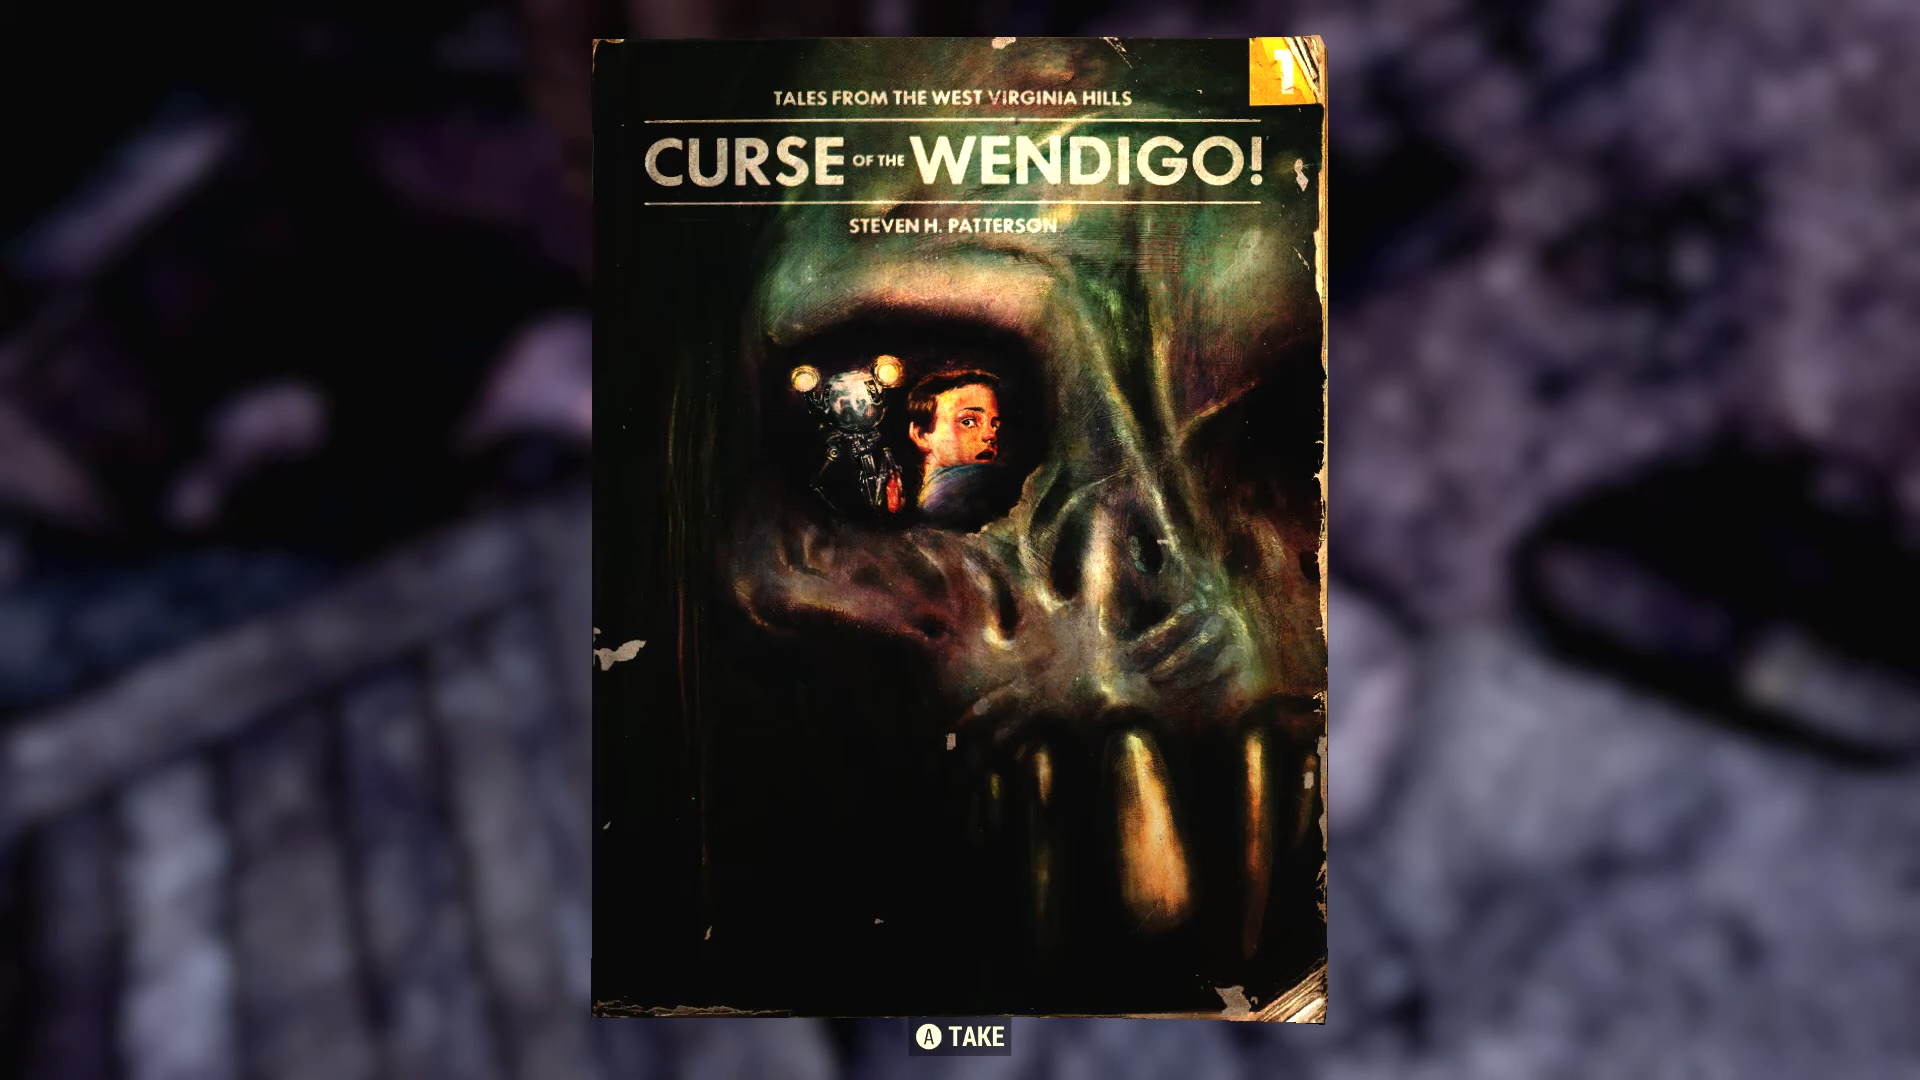 1
TALES FROM THE WEST VIRGINIA HILLS
CURSE OF THE WENDIGO!
STEVEN H. PATTERSON
A TAKE